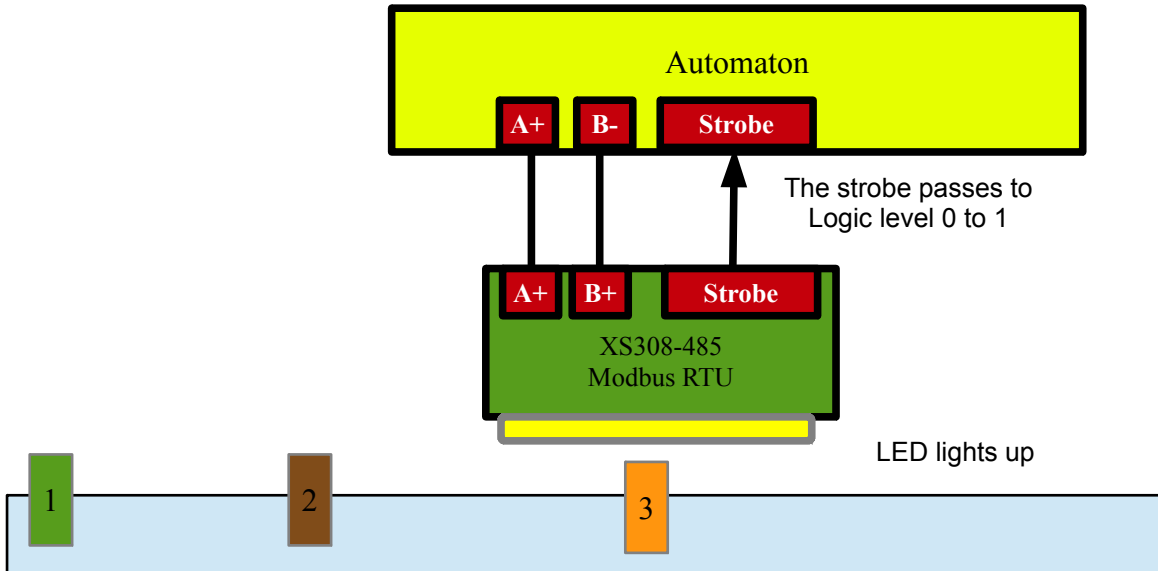 Automaton
A+ B- Strobe
The strobe passes to
Logic level 0 to 1
A+ B+ Strobe
XS308-485
Modbus RTU
LED lights up
1 2 3